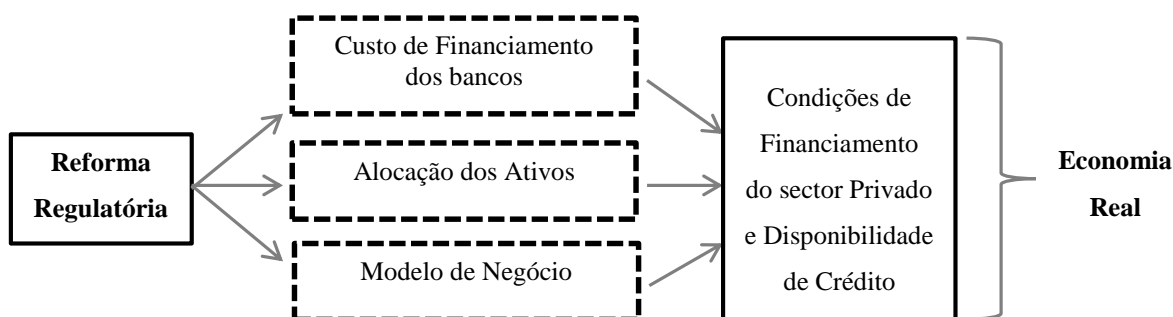 Reforma
Regulatória
Custo de Financiamento
dos bancos
Alocação dos Ativos
Modelo de Negócio
Condições de
Financiamento
do sector Privado
e Disponibilidade
de Crédito
Economia
Real